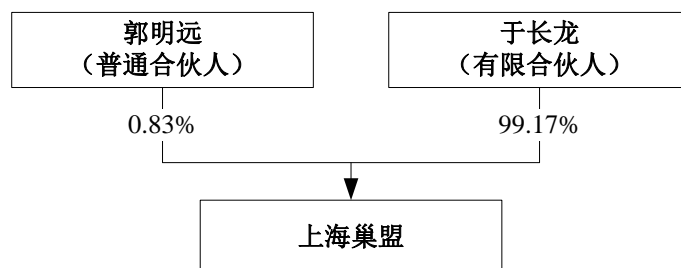 郭明远
（普通合伙人）
于长龙
（有限合伙人）
0.83%
99.17%
上海巢盟